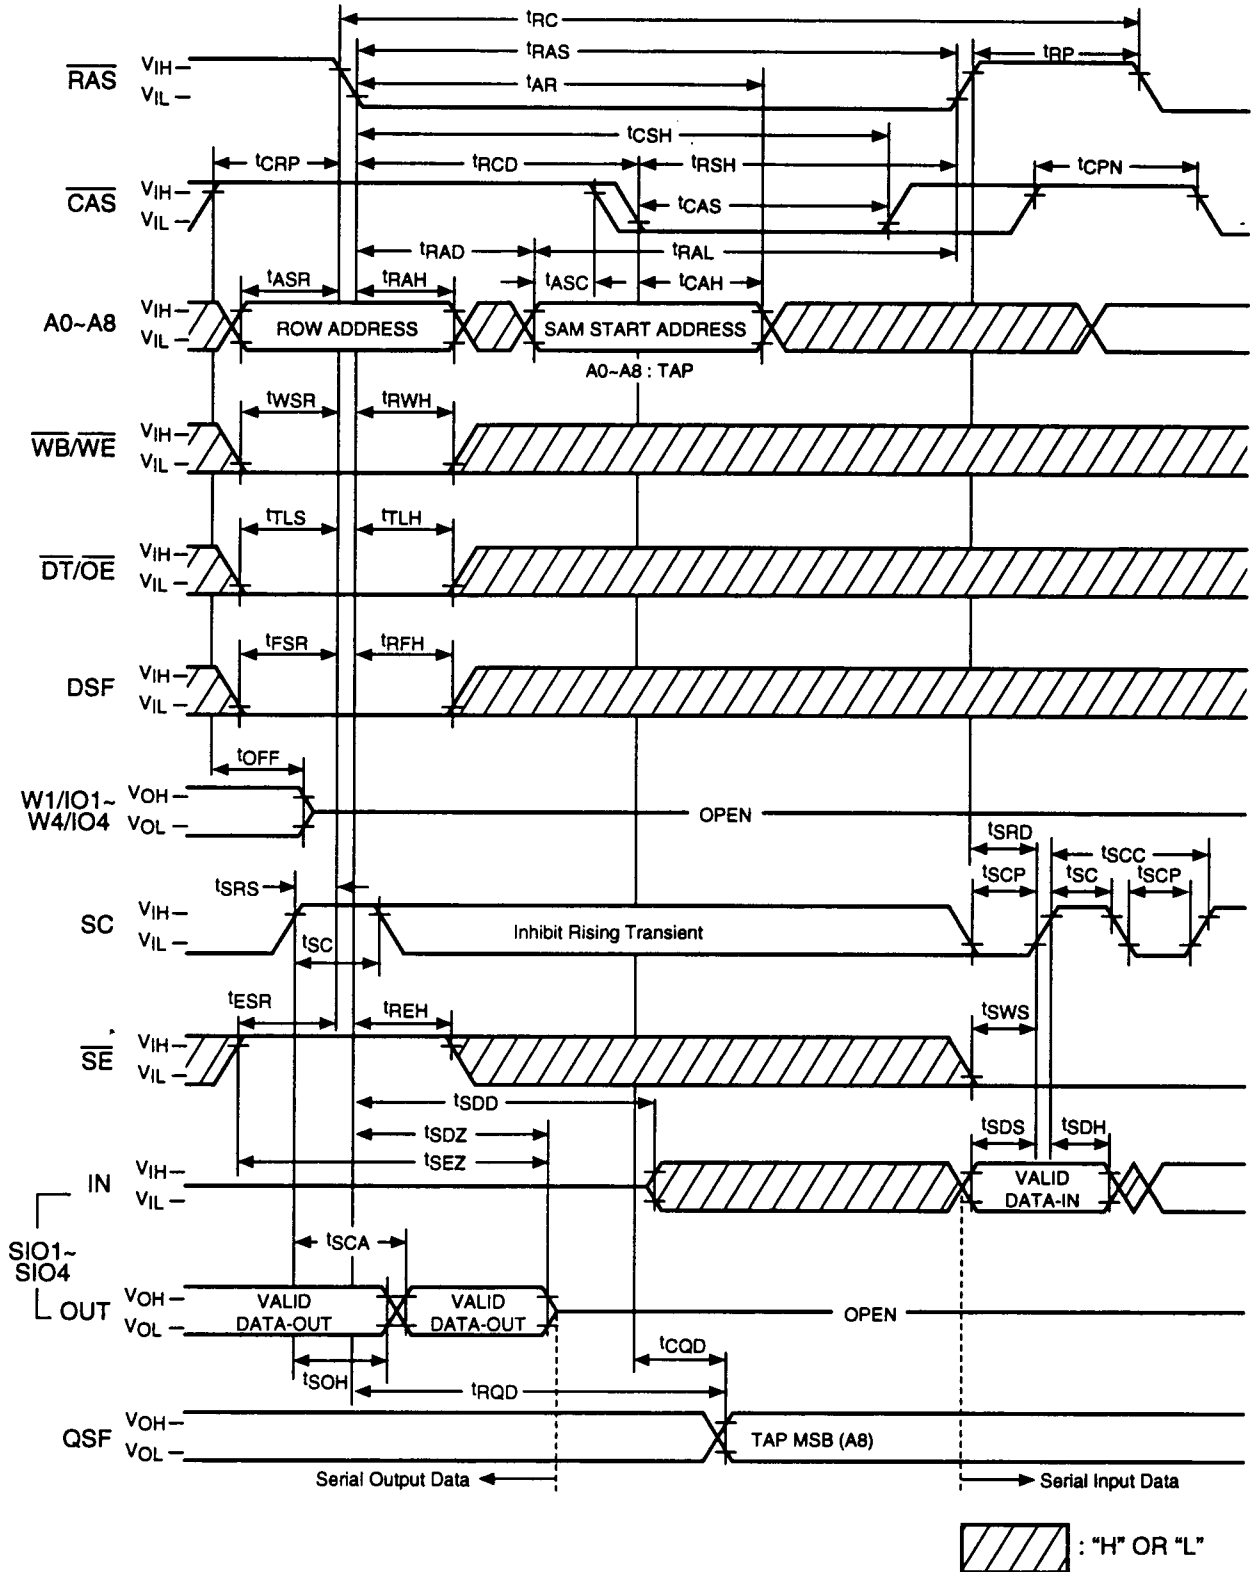 tRC
tRAS
tRP
RAS
VIH
VIL
tAR
tCSH
tCRP
tRCD
tRSH
tCPN
CAS
VIH
VIL
tCAS
tRAD
tRAL
tASR
tRAH
tASC
tCAH
A0~A8
VIH
VIL
ROW ADDRESS
SAM START ADDRESS
A0~A8 : TAP
tWSR
tRWH
WB/WE
VIH
VIL
tTLS
tTLH
DT/OE
VIH
VIL
tFSR
tRFH
DSF
VIH
VIL
tOFF
W1/IO1~
W4/IO4
VOH
VOL
OPEN
tSRD
tSCC
tSRS
tSCP
tSC
tSCP
SC
VIH
VIL
tSC
Inhibit Rising Transient
tESR
tREH
tSWS
SE
VIH
VIL
tSDD
tSDZ
tSEZ
tSDS
tSDH
IN
VIH
VIL
VALID
DATA-IN
SIO1~
SIO4
tSCA
OUT
VOH
VOL
VALID
DATA-OUT
VALID
DATA-OUT
OPEN
tSOH
tCQD
tRQD
QSF
VOH
VOL
TAP MSB (A8)
Serial Output Data
Serial Input Data
: "H" OR "L"